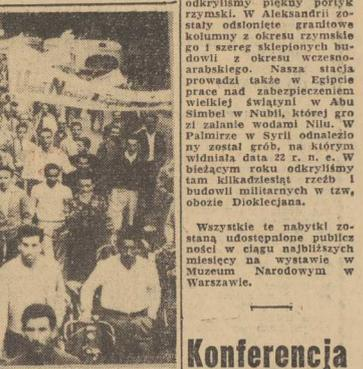 odkryliśmy piękny portyk
rzymski. W Aleksandrii zo-
stały odsłonięte granitowe
kolumny z okresu rzymskie
go i szereg sklepionych bu-
dowli z okresu wczesno-
arabskiego. Nasza stacja
prowadzi także w Egipcie
prace nad zabezpieczeniem
wielkiej świątyni w Abu
Simbel w Nubii, której gro
zi zalanie wodami Nilu. W
Palmirze w Syrii odnalezio
ny został grób, na którym
widniała data 22 r. n. e. W
bieżącym roku odkryliśmy
tam kilkadziesiąt rzeźb i
budowli militarnych w tzw.
obozie Dioklecjana.
Wszystkie te nabytki zo-
staną udostępnione publicz
ności w ciągu najbliższych
miesięcy na wystawie w
Muzeum Narodowym w
Warszawie.
Konferencja